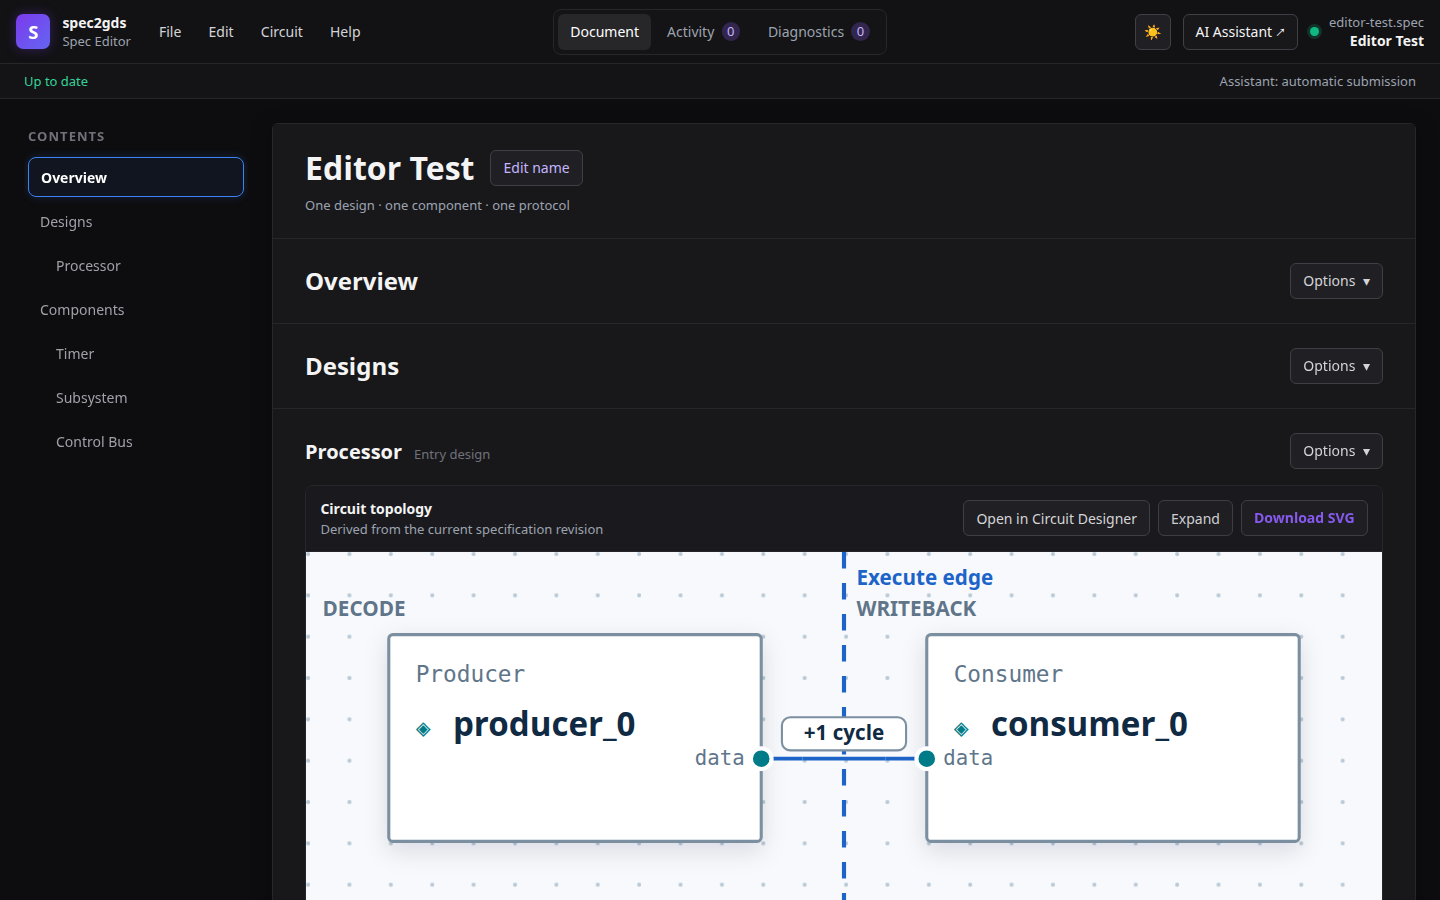 S
spec2gds
Spec Editor
File
Edit
Circuit
Help
Document
Activity 0
Diagnostics 0
AI Assistant ↗
editor-test.spec
Editor Test
Up to date
Assistant: automatic submission
CONTENTS
Overview
Designs
Processor
Components
Timer
Subsystem
Control Bus
Editor Test
Edit name
One design · one component · one protocol
Overview
Options ▾
Designs
Options ▾
Processor
Entry design
Options ▾
Circuit topology
Derived from the current specification revision
Open in Circuit Designer
Expand
Download SVG
Execute edge
DECODE
WRITEBACK
Producer
◈ producer_0
data
+1 cycle
Consumer
◈ consumer_0
data